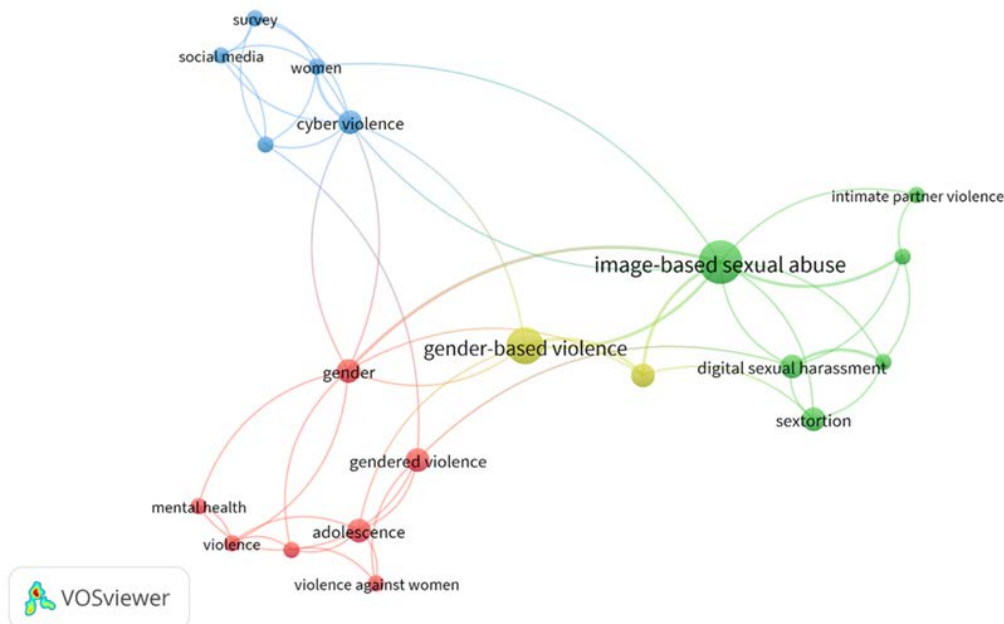 survey
social media
women
cyber violence
intimate partner violence
image-based sexual abuse
gender-based violence
digital sexual harassment
gender
sextortion
gendered violence
mental health
adolescence
violence
violence against women
VOSviewer